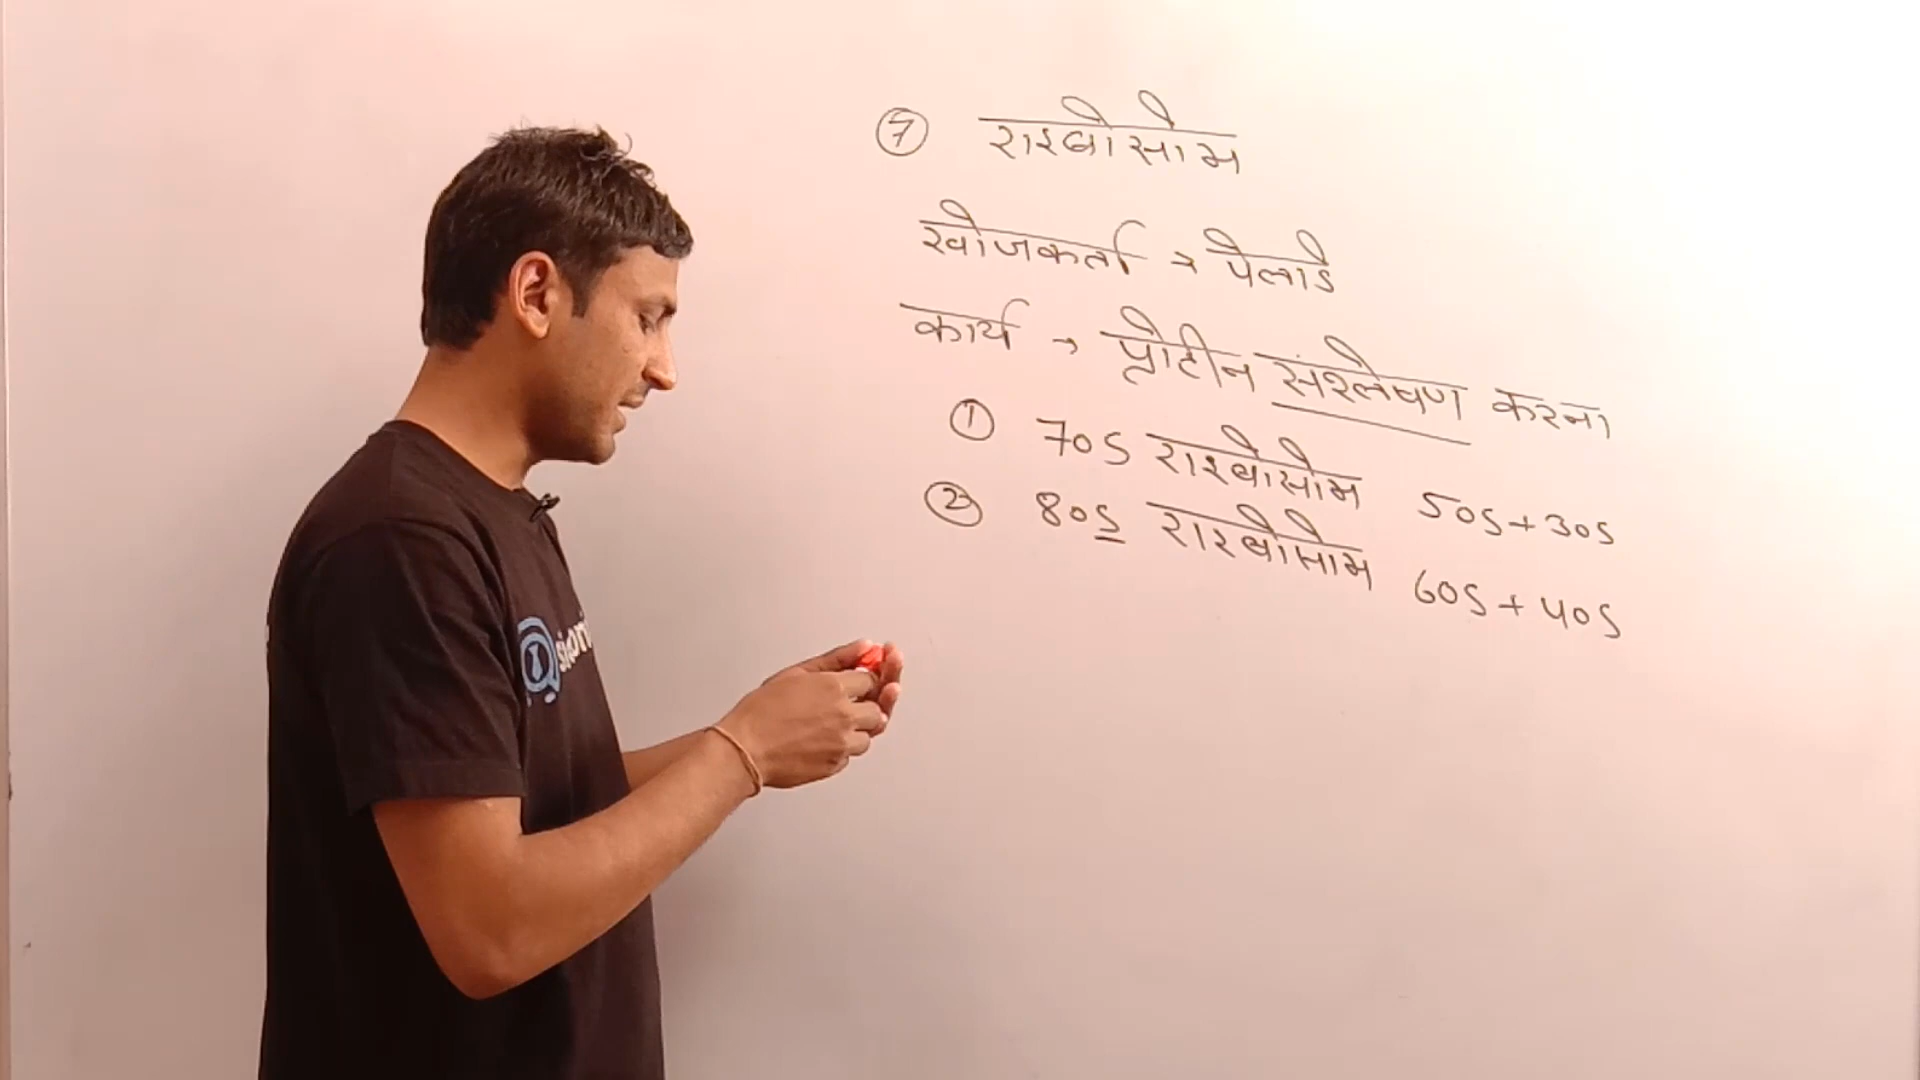 ⑦ राइबोसोम
खोजकर्ता → पैलाडे
कार्य → प्रोटीन संश्लेषण करना
① 70S राइबोसोम 50S+30S
② 80S राइबोसोम 60S+40S